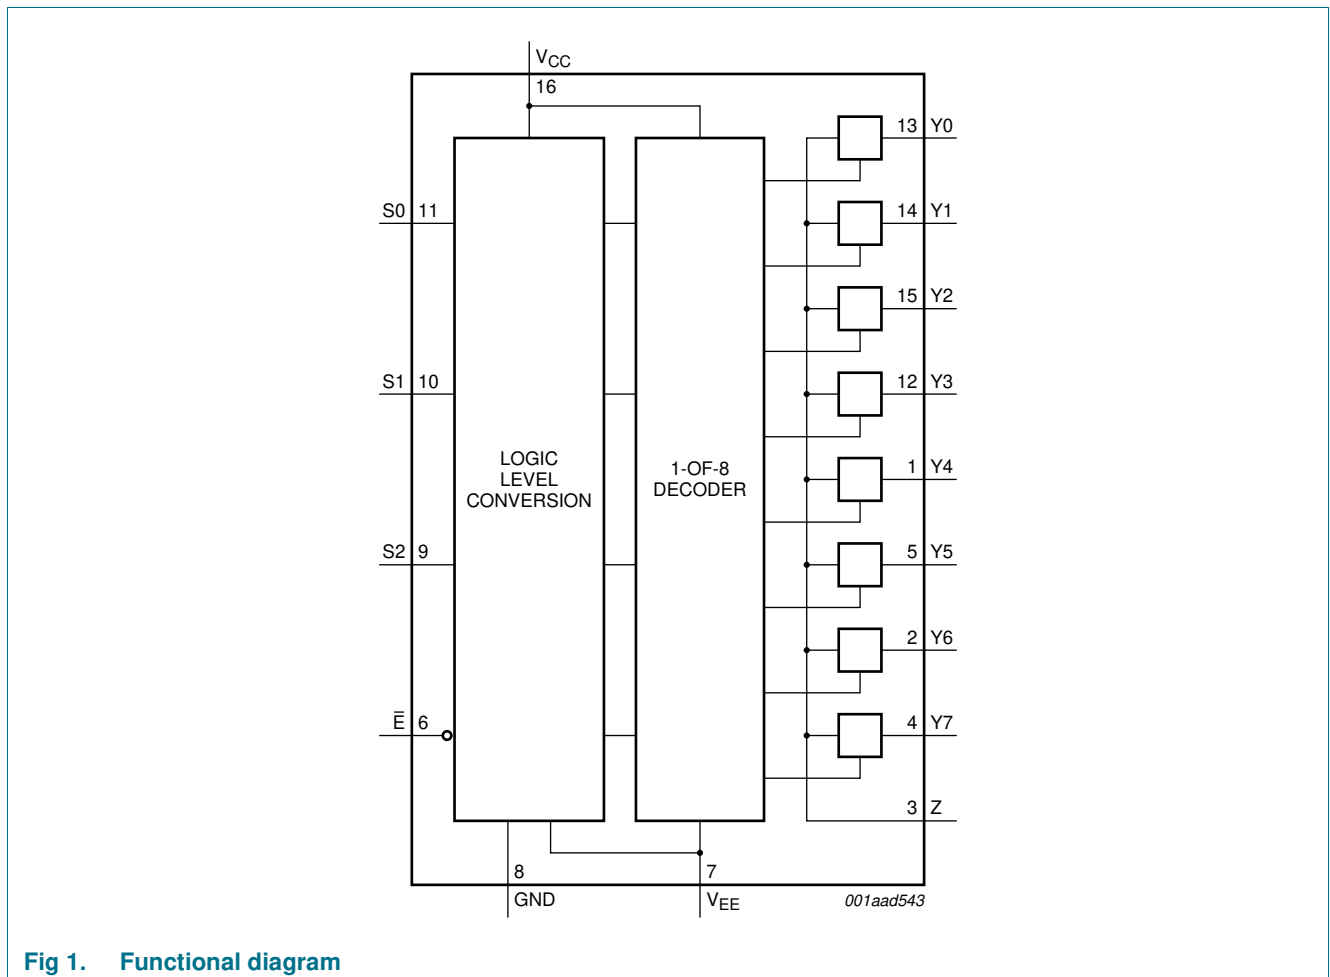 VCC
16
13 Y0
S0 11
14 Y1
15 Y2
S1 10
12 Y3
LOGIC
LEVEL
CONVERSION
1-OF-8
DECODER
1 Y4
S2 9
5 Y5
2 Y6
E̅ 6
4 Y7
3 Z
8
7
GND
VEE
001aad543
Fig 1. Functional diagram